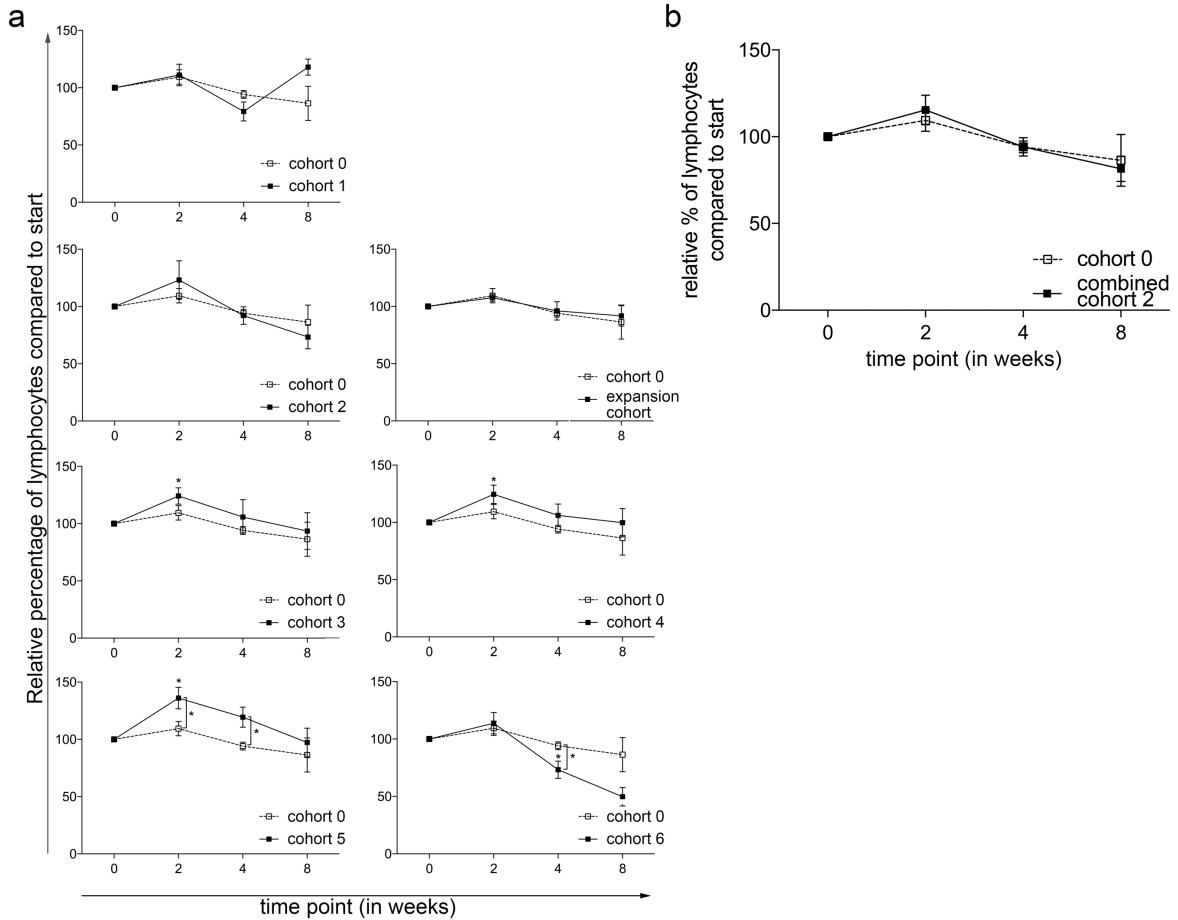 a
Relative percentage of lymphocytes compared to start
150
100
50
0
0 2 4 8
cohort 0
cohort 1
150
100
50
0
0 2 4 8
cohort 0
cohort 2
150
100
50
0
0 2 4 8
cohort 0
expansion
cohort
150
100
50
0
0 2 4 8
*
cohort 0
cohort 3
150
100
50
0
0 2 4 8
*
cohort 0
cohort 4
150
100
50
0
0 2 4 8
*
*
*
cohort 0
cohort 5
150
100
50
0
0 2 4 8
* *
cohort 0
cohort 6
time point (in weeks)
b
relative % of lymphocytes
compared to start
150
100
50
0
0 2 4 8
cohort 0
combined
cohort 2
time point (in weeks)